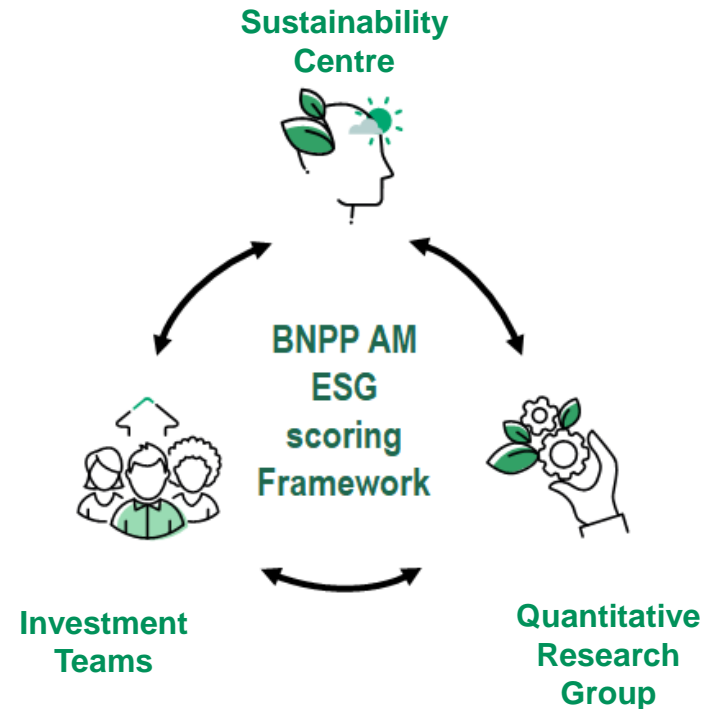 Sustainability
Centre
BNPP AM
ESG
scoring
Framework
Investment
Teams
Quantitative
Research
Group